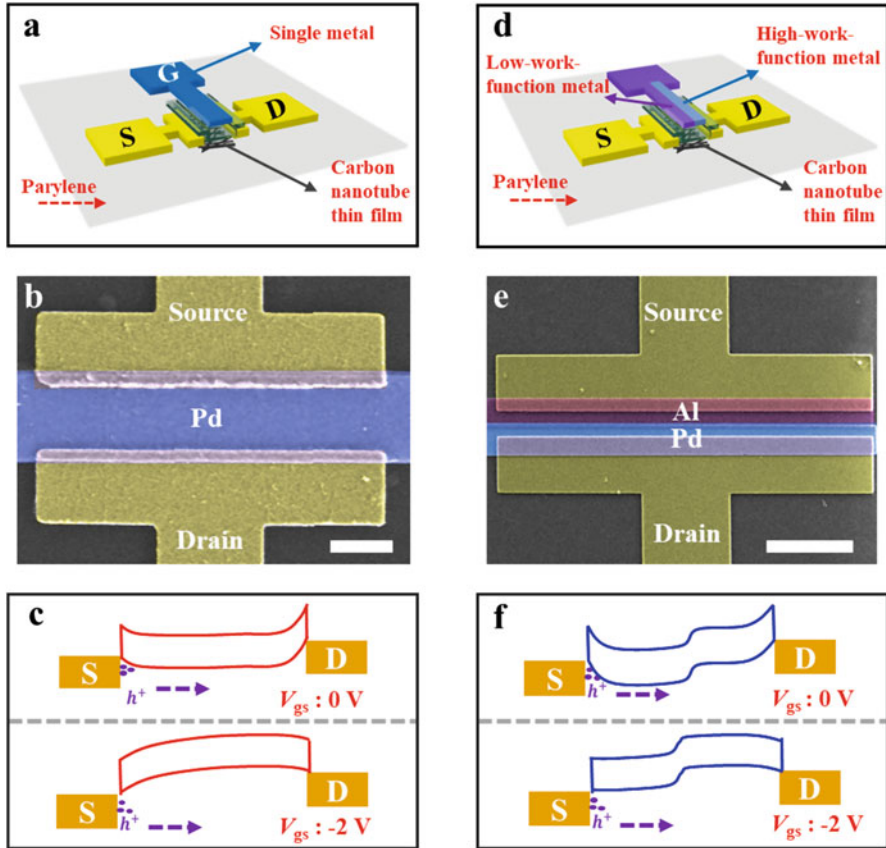 a
Single metal
G
S
D
Parylene
Carbon
nanotube
thin film
d
High-work-
function metal
Low-work-
function metal
S
D
Parylene
Carbon
nanotube
thin film
b
Source
Pd
Drain
e
Source
Al
Pd
Drain
c
S
D
h⁺
Vgs : 0 V
S
D
h⁺
Vgs : -2 V
f
S
D
h⁺
Vgs : 0 V
S
D
h⁺
Vgs : -2 V